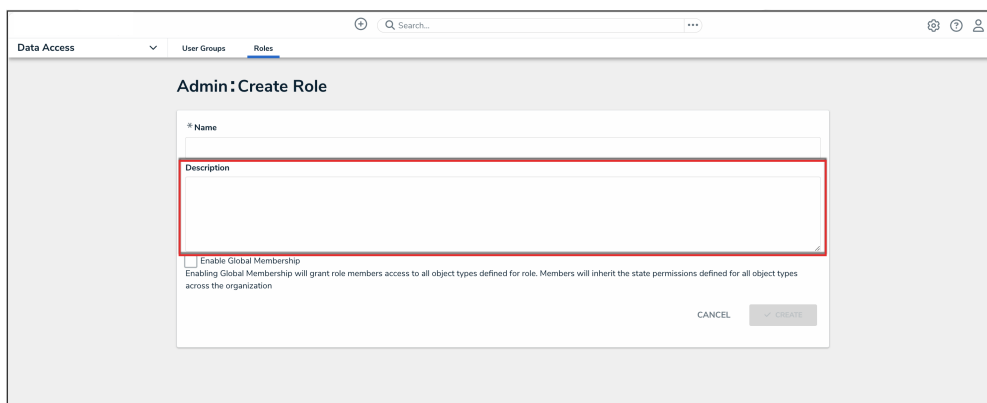 Search...
Data Access
User Groups
Roles
Admin:Create Role
*Name
Description
Enable Global Membership
Enabling Global Membership will grant role members access to all object types defined for role. Members will inherit the state permissions defined for all object types
across the organization
CANCEL
CREATE